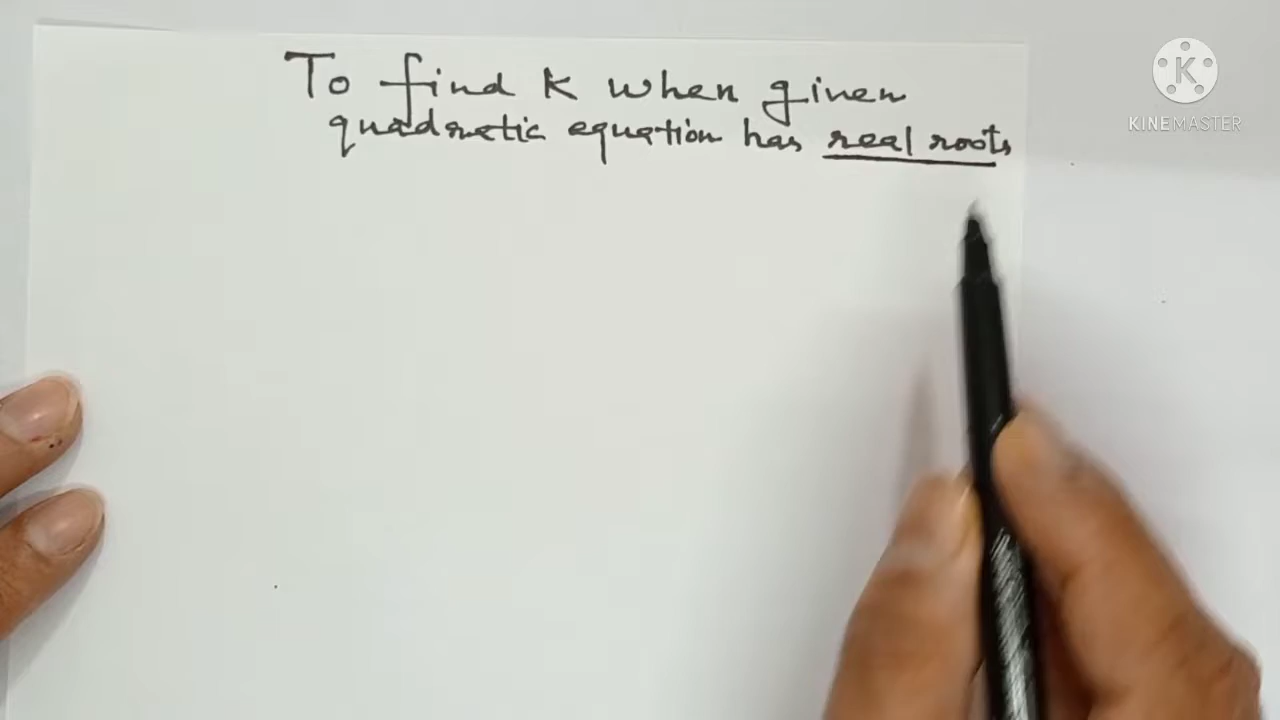 To find K when given
quadratic equation has real roots
K
KINEMASTER